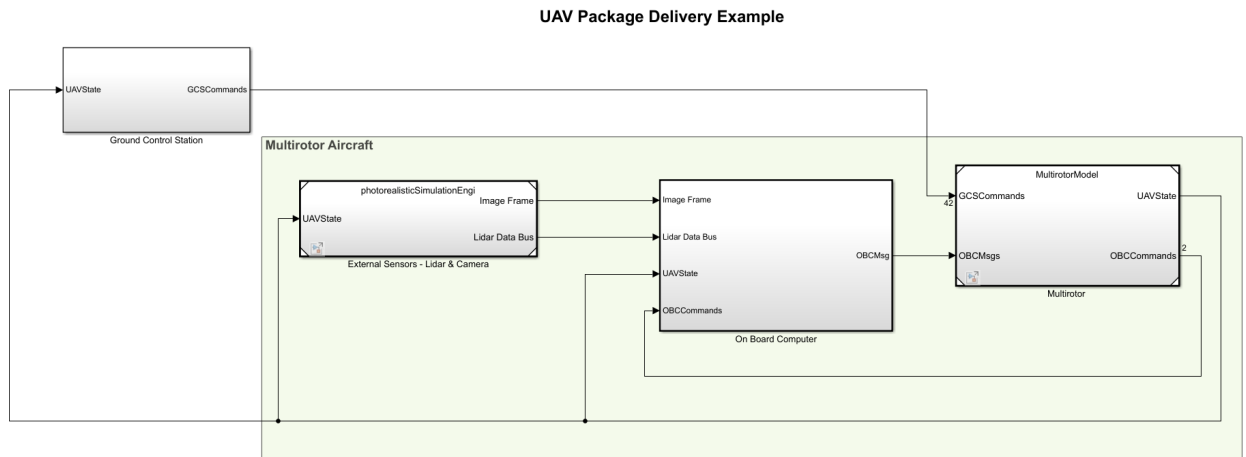 UAV Package Delivery Example
UAVState
GCSCommands
Ground Control Station
Multirotor Aircraft
photorealisticSimulationEngi
Image Frame
UAVState
Lidar Data Bus
External Sensors - Lidar & Camera
Image Frame
Lidar Data Bus
UAVState
OBCCommands
OBCMsg
On Board Computer
MultirotorModel
GCSCommands
42
UAVState
OBCMsgs
OBCCommands
2
Multirotor